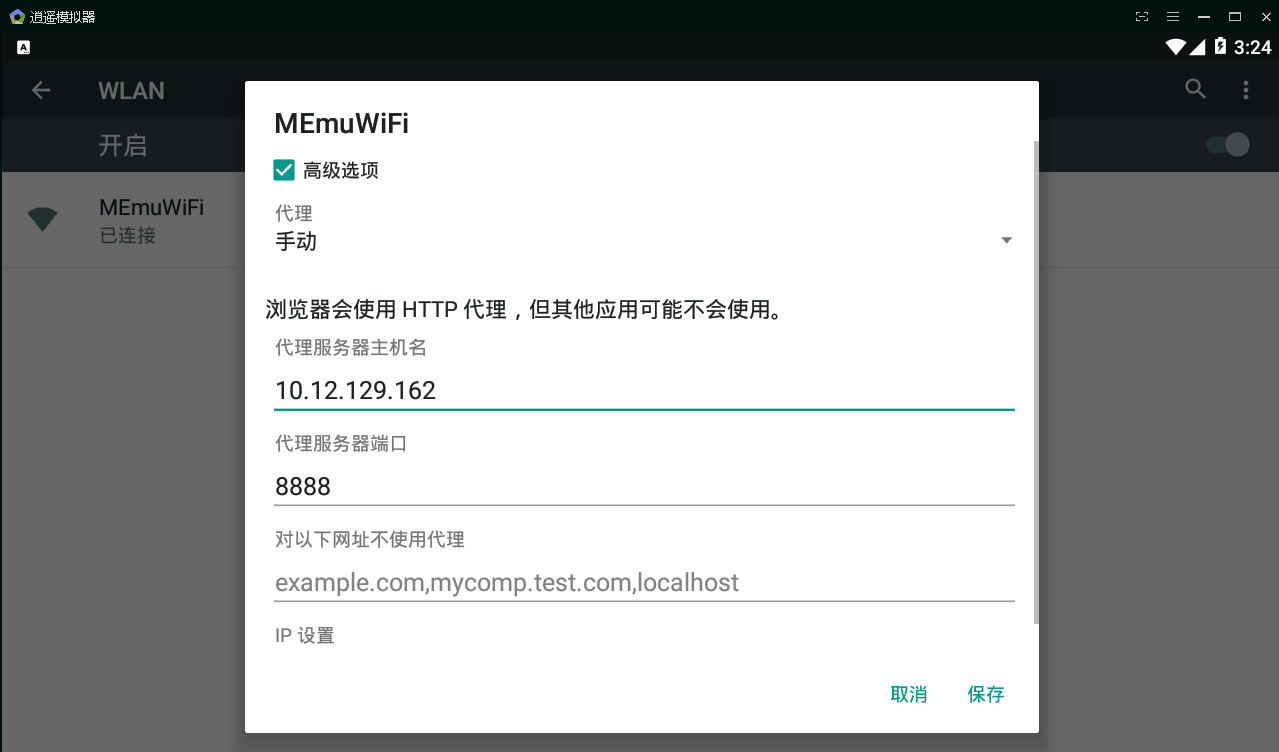 逍遥模拟器
A
3:24
WLAN
开启
MEmuWiFi
已连接
MEmuWiFi
高级选项
代理
手动
浏览器会使用 HTTP 代理，但其他应用可能不会使用。
代理服务器主机名
10.12.129.162
代理服务器端口
8888
对以下网址不使用代理
example.com,mycomp.test.com,localhost
IP 设置
取消
保存